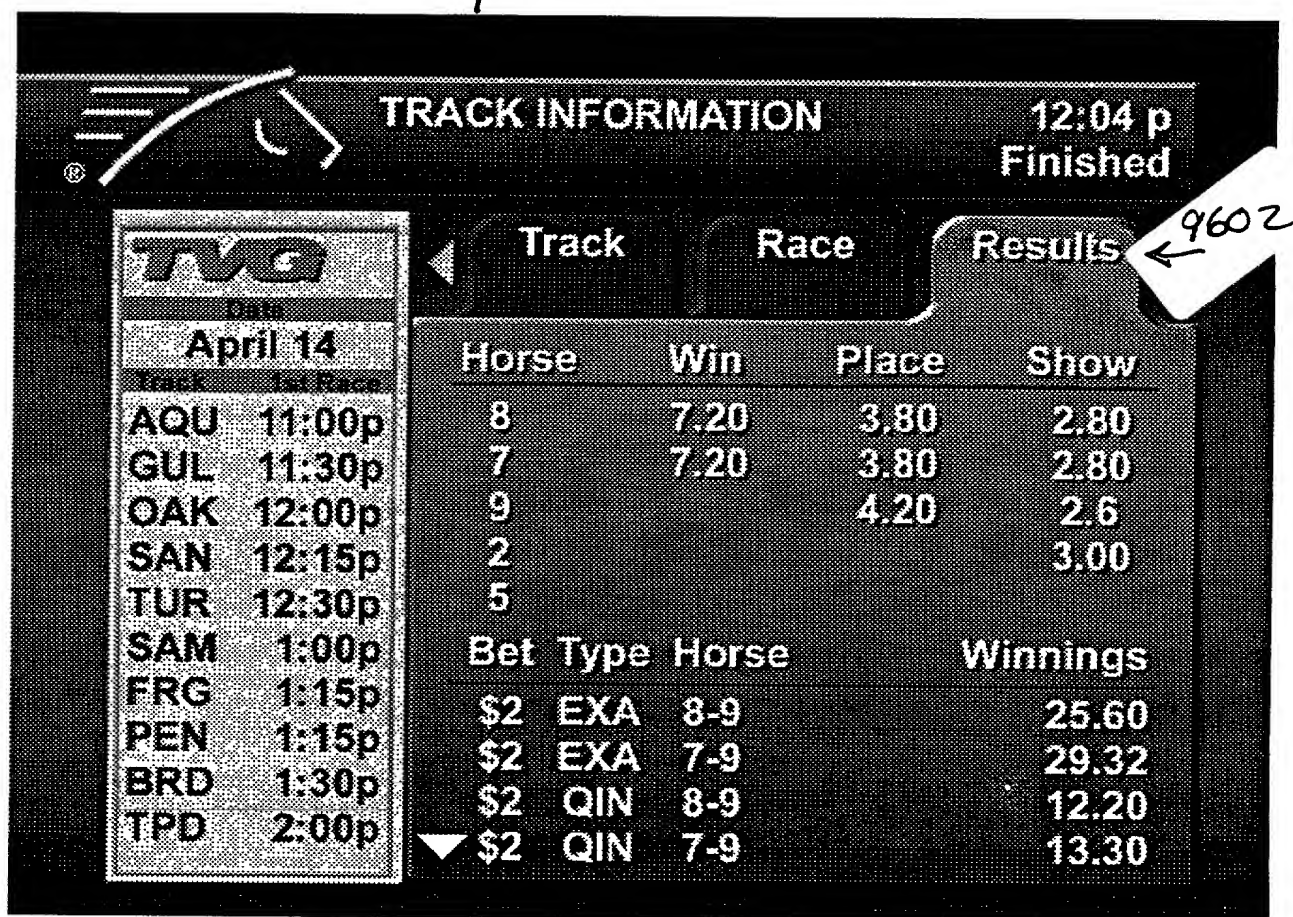 TRACK INFORMATION
12:04 p
Finished
®
9602
TVG
Date
April 14
Track 1st Race
AQU 11:00p
GUL 11:30p
OAK 12:00p
SAN 12:15p
TUR 12:30p
SAM 1:00p
FRG 1:15p
PEN 1:15p
BRD 1:30p
TPD 2:00p
Track Race Results
Horse Win Place Show
8 7.20 3.80 2.80
7 7.20 3.80 2.80
9 4.20 2.6
2 3.00
5
Bet Type Horse Winnings
$2 EXA 8-9 25.60
$2 EXA 7-9 29.32
$2 QIN 8-9 12.20
$2 QIN 7-9 13.30